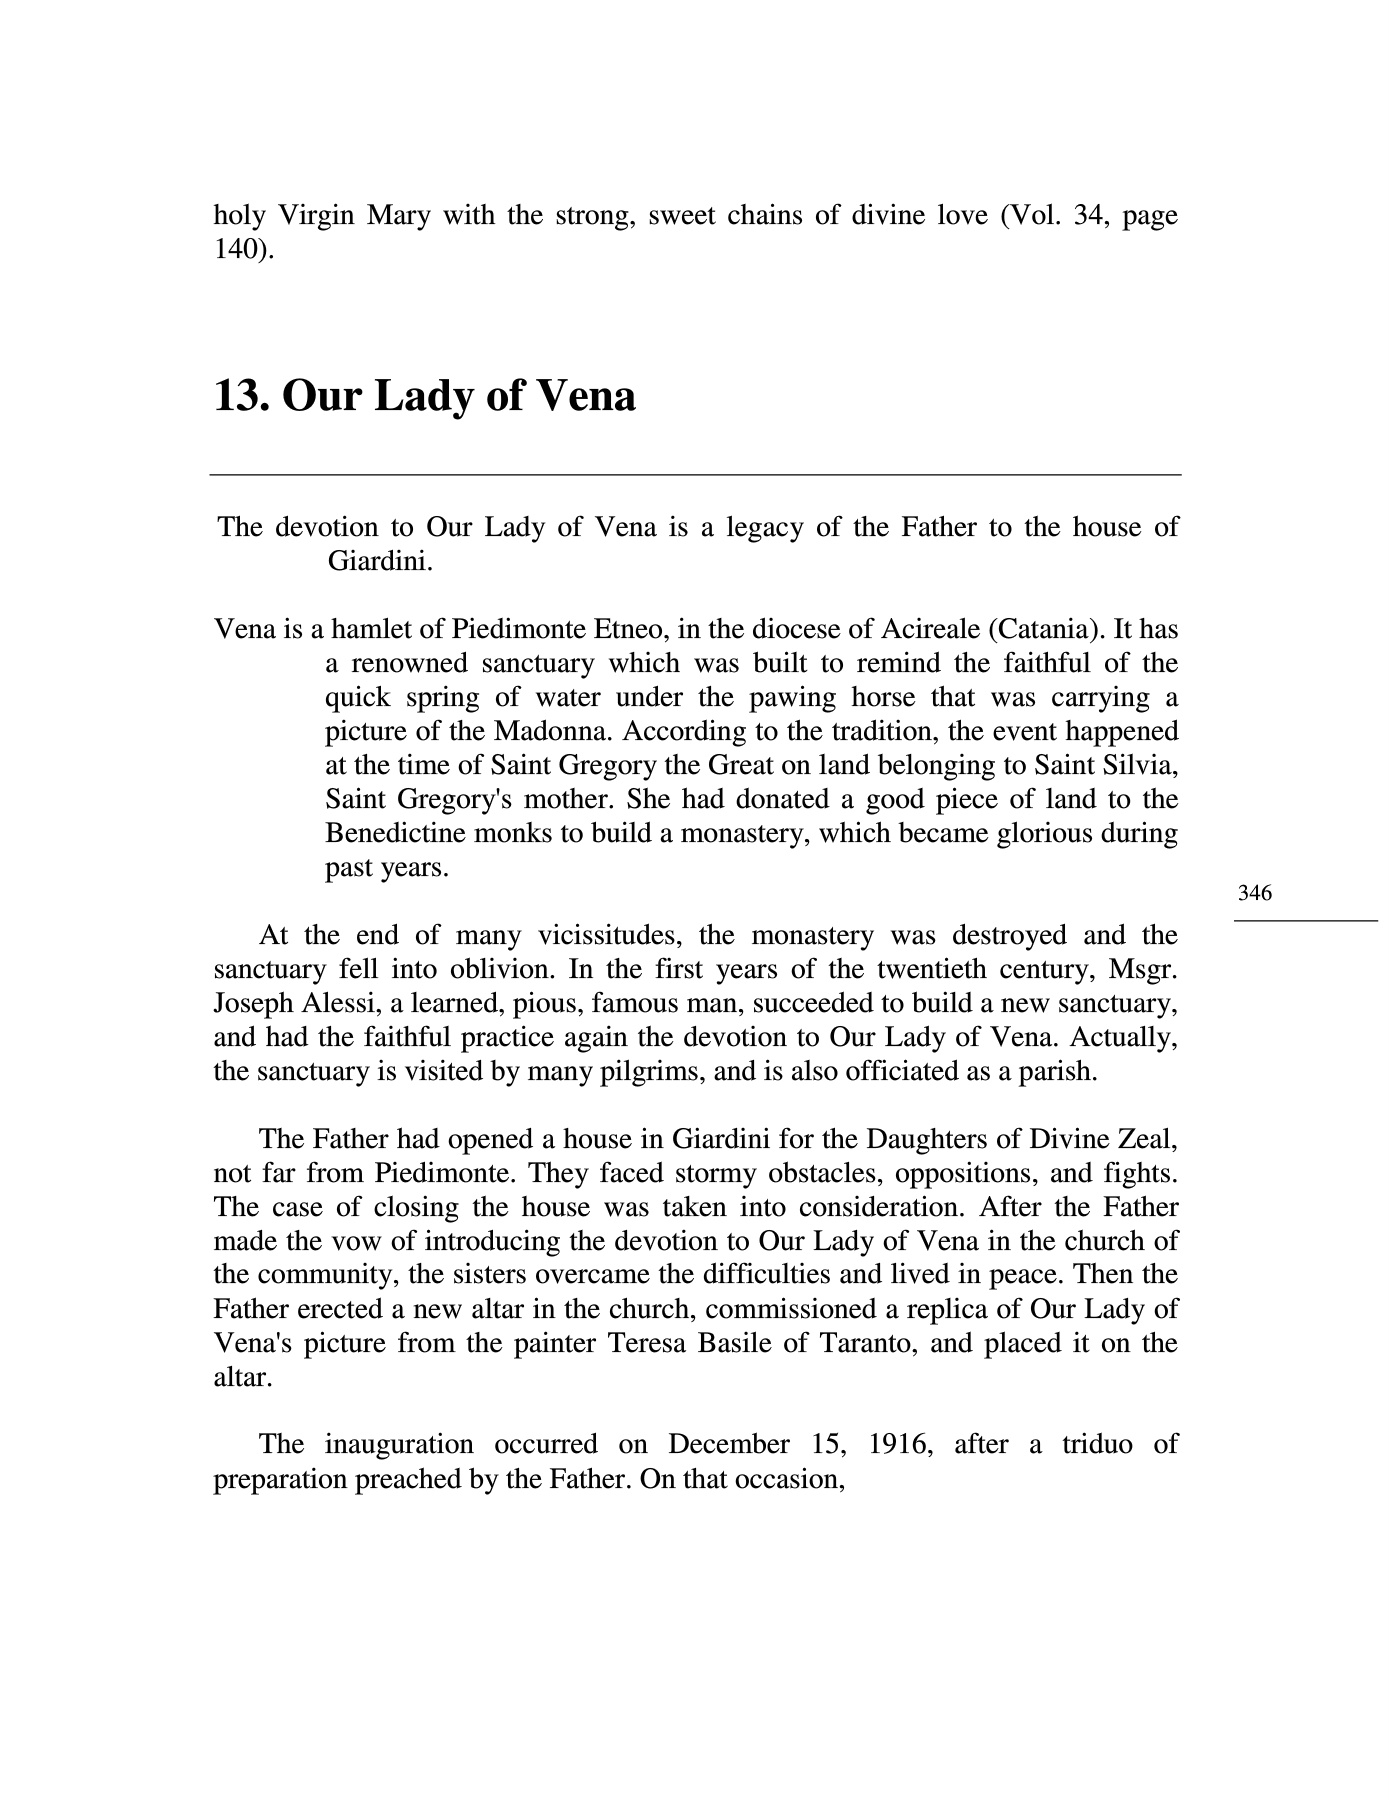 holy Virgin Mary with the strong, sweet chains of divine love (Vol. 34, page
140).
13. Our Lady of Vena
The devotion to Our Lady of Vena is a legacy of the Father to the house of
Giardini.
Vena is a hamlet of Piedimonte Etneo, in the diocese of Acireale (Catania). It has
a renowned sanctuary which was built to remind the faithful of the
quick spring of water under the pawing horse that was carrying a
picture of the Madonna. According to the tradition, the event happened
at the time of Saint Gregory the Great on land belonging to Saint Silvia,
Saint Gregory's mother. She had donated a good piece of land to the
Benedictine monks to build a monastery, which became glorious during
past years.
346
At the end of many vicissitudes, the monastery was destroyed and the
sanctuary fell into oblivion. In the first years of the twentieth century, Msgr.
Joseph Alessi, a learned, pious, famous man, succeeded to build a new sanctuary,
and had the faithful practice again the devotion to Our Lady of Vena. Actually,
the sanctuary is visited by many pilgrims, and is also officiated as a parish.
The Father had opened a house in Giardini for the Daughters of Divine Zeal,
not far from Piedimonte. They faced stormy obstacles, oppositions, and fights.
The case of closing the house was taken into consideration. After the Father
made the vow of introducing the devotion to Our Lady of Vena in the church of
the community, the sisters overcame the difficulties and lived in peace. Then the
Father erected a new altar in the church, commissioned a replica of Our Lady of
Vena's picture from the painter Teresa Basile of Taranto, and placed it on the
altar.
The inauguration occurred on December 15, 1916, after a triduo of
preparation preached by the Father. On that occasion,